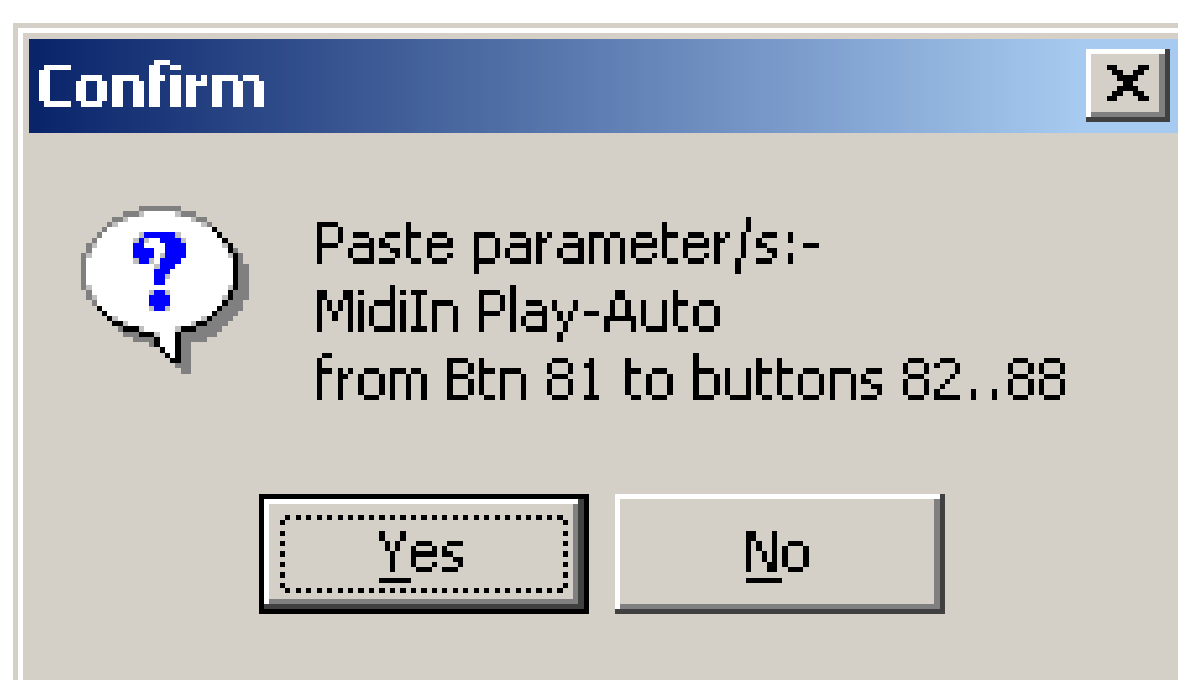 Confirm
Paste parameter/s:-
MidiIn Play-Auto
from Btn 81 to buttons 82..88
Yes No